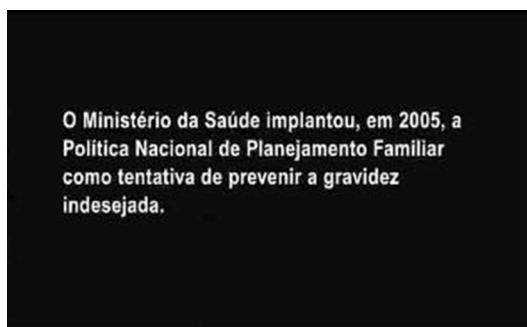 O Ministério da Saúde implantou, em 2005, a
Política Nacional de Planejamento Familiar
como tentativa de prevenir a gravidez
indesejada.